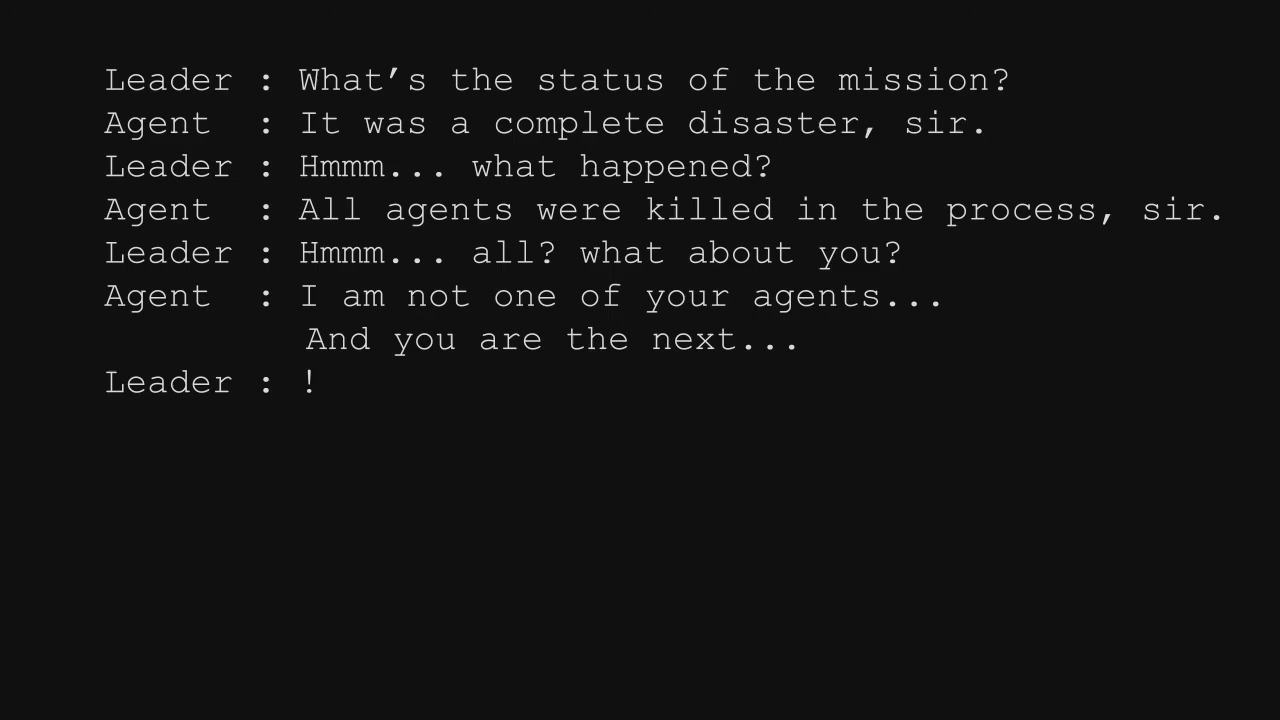 Leader : What’s the status of the mission?
Agent  : It was a complete disaster, sir.
Leader : Hmmm... what happened?
Agent  : All agents were killed in the process, sir.
Leader : Hmmm... all? what about you?
Agent  : I am not one of your agents...
And you are the next...
Leader : !